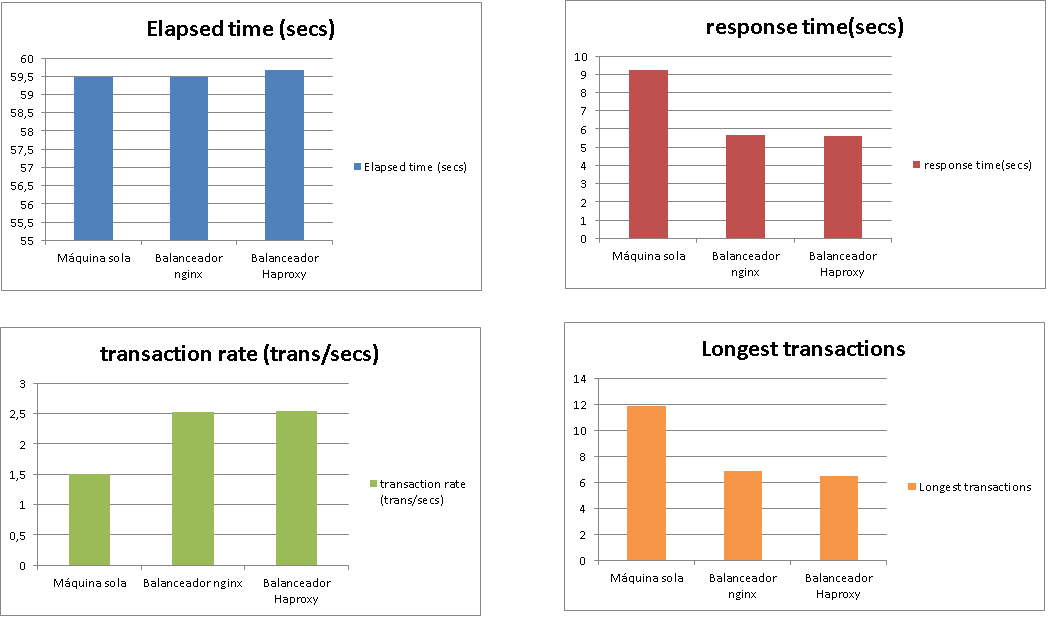 Elapsed time (secs)
60
59,5
59
58,5
58
57,5
57
56,5
56
55,5
55
Máquina sola
Balanceador
nginx
Balanceador
Haproxy
Elapsed time (secs)
response time(secs)
10
9
8
7
6
5
4
3
2
1
0
Máquina sola
Balanceador
nginx
Balanceador
Haproxy
response time(secs)
transaction rate (trans/secs)
3
2,5
2
1,5
1
0,5
0
Máquina sola
Balanceador nginx
Balanceador
Haproxy
transaction rate
(trans/secs)
Longest transactions
14
12
10
8
6
4
2
0
Máquina sola
Balanceador
nginx
Balanceador
Haproxy
Longest transactions